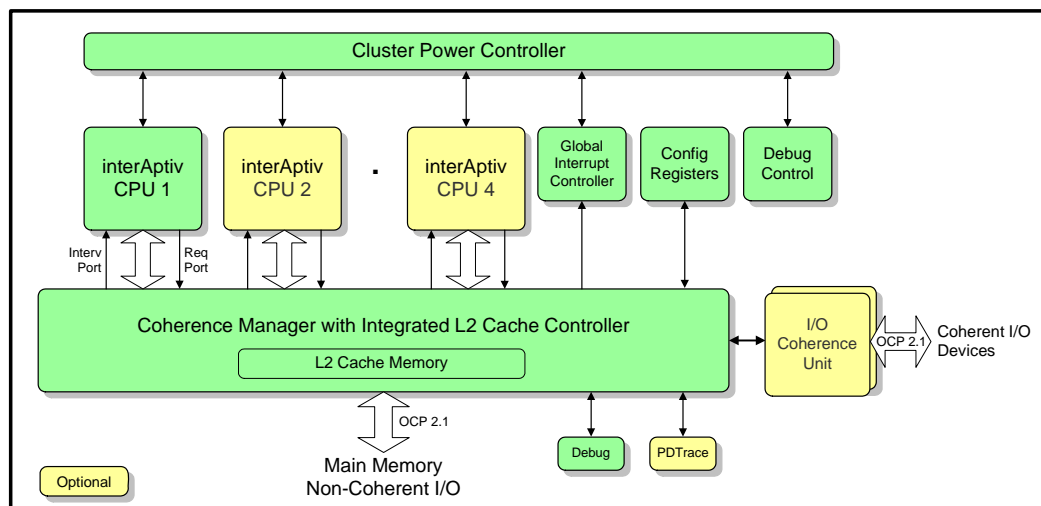 Cluster Power Controller
interAptiv
CPU 1
interAptiv
CPU 2
.
interAptiv
CPU 4
Global
Interrupt
Controller
Config
Registers
Debug
Control
Interv
Port
Req
Port
Coherence Manager with Integrated L2 Cache Controller
L2 Cache Memory
I/O
Coherence
Unit
OCP 2.1
Coherent I/O
Devices
OCP 2.1
Main Memory
Non-Coherent I/O
Debug
PDTrace
Optional